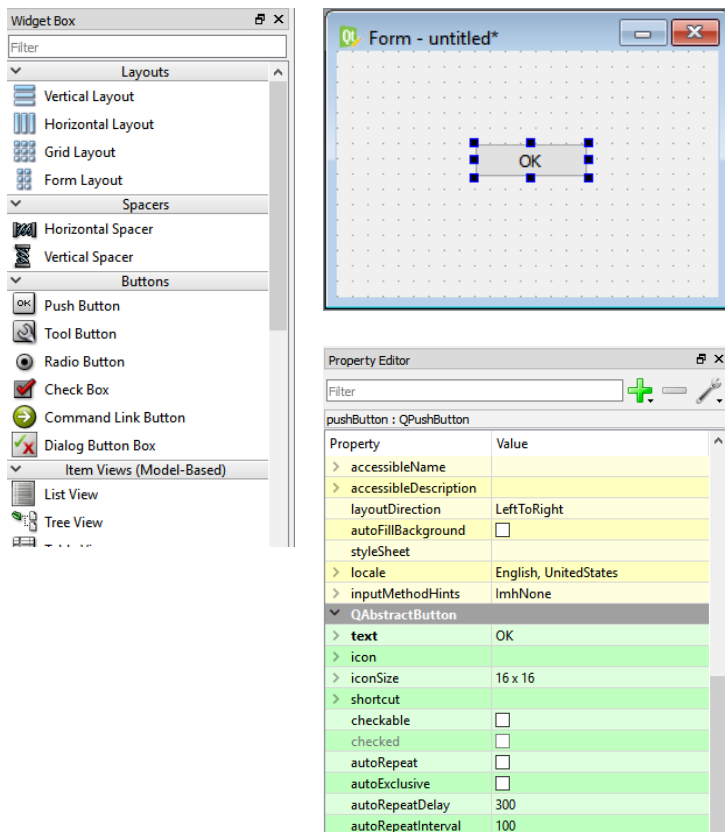 Widget Box
Filter
Layouts
Vertical Layout
Horizontal Layout
Grid Layout
Form Layout
Spacers
Horizontal Spacer
Vertical Spacer
Buttons
OK Push Button
Tool Button
Radio Button
Check Box
Command Link Button
Dialog Button Box
Item Views (Model-Based)
List View
Tree View
Qt Form - untitled*
OK
Property Editor
Filter
pushButton : QPushButton
Property Value
accessibleName
accessibleDescription
layoutDirection LeftToRight
autoFillBackground
styleSheet
locale English, UnitedStates
inputMethodHints ImhNone
QAbstractButton
text OK
icon
iconSize 16 x 16
shortcut
checkable
checked
autoRepeat
autoExclusive
autoRepeatDelay 300
autoRepeatInterval 100